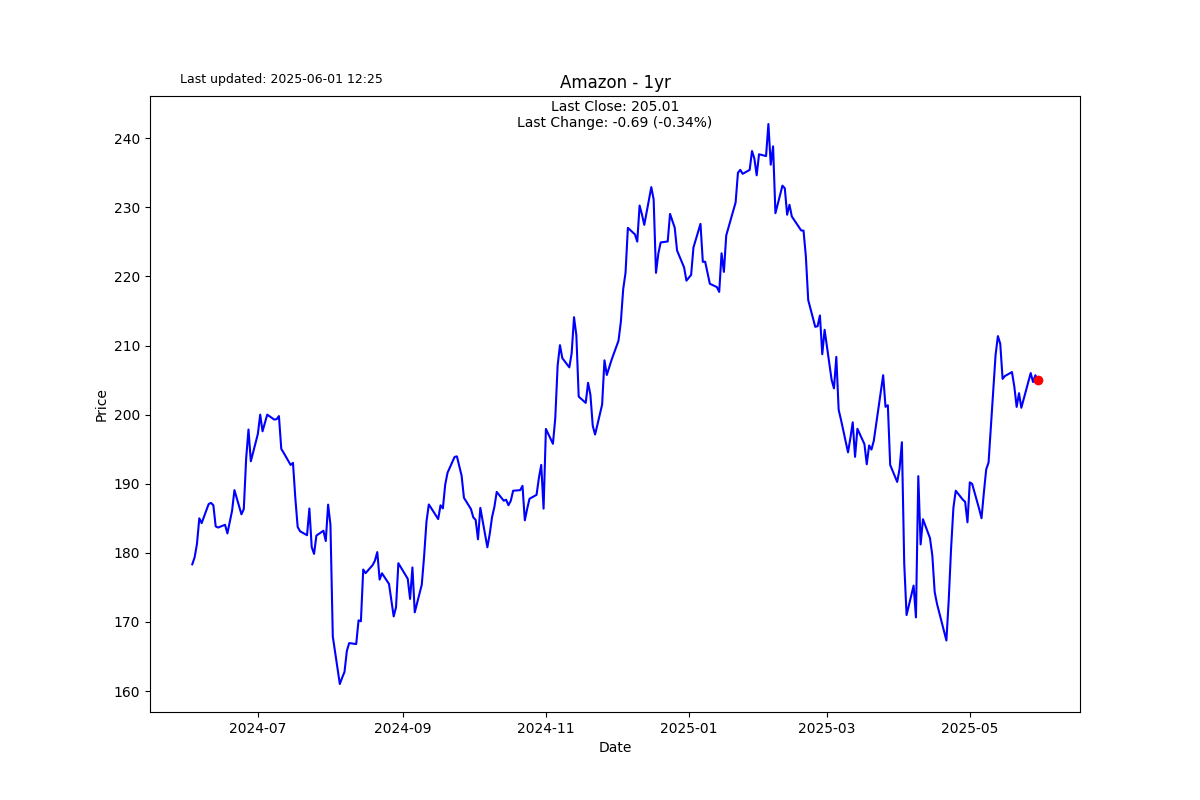 Last updated: 2025-06-01 12:25
Amazon - 1yr
Last Close: 205.01
Last Change: -0.69 (-0.34%)
240
230
220
210
200
190
180
170
160
Price
2024-07
2024-09
2024-11
2025-01
2025-03
2025-05
Date